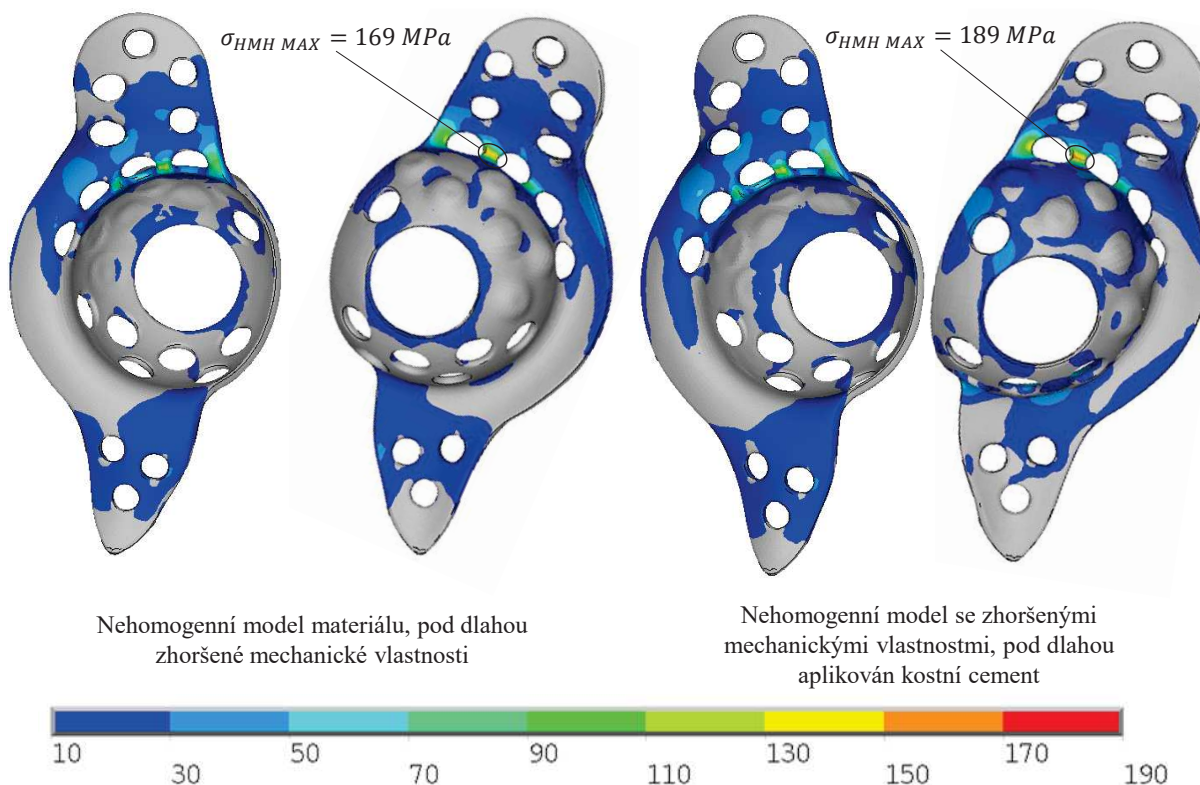 σHMH MAX = 169 MPa
σHMH MAX = 189 MPa
Nehomogenní model materiálu, pod dlahou
zhoršené mechanické vlastnosti
Nehomogenní model se zhoršenými
mechanickými vlastnostmi, pod dlahou
aplikován kostní cement
10 50 90 130 170
30 70 110 150 190